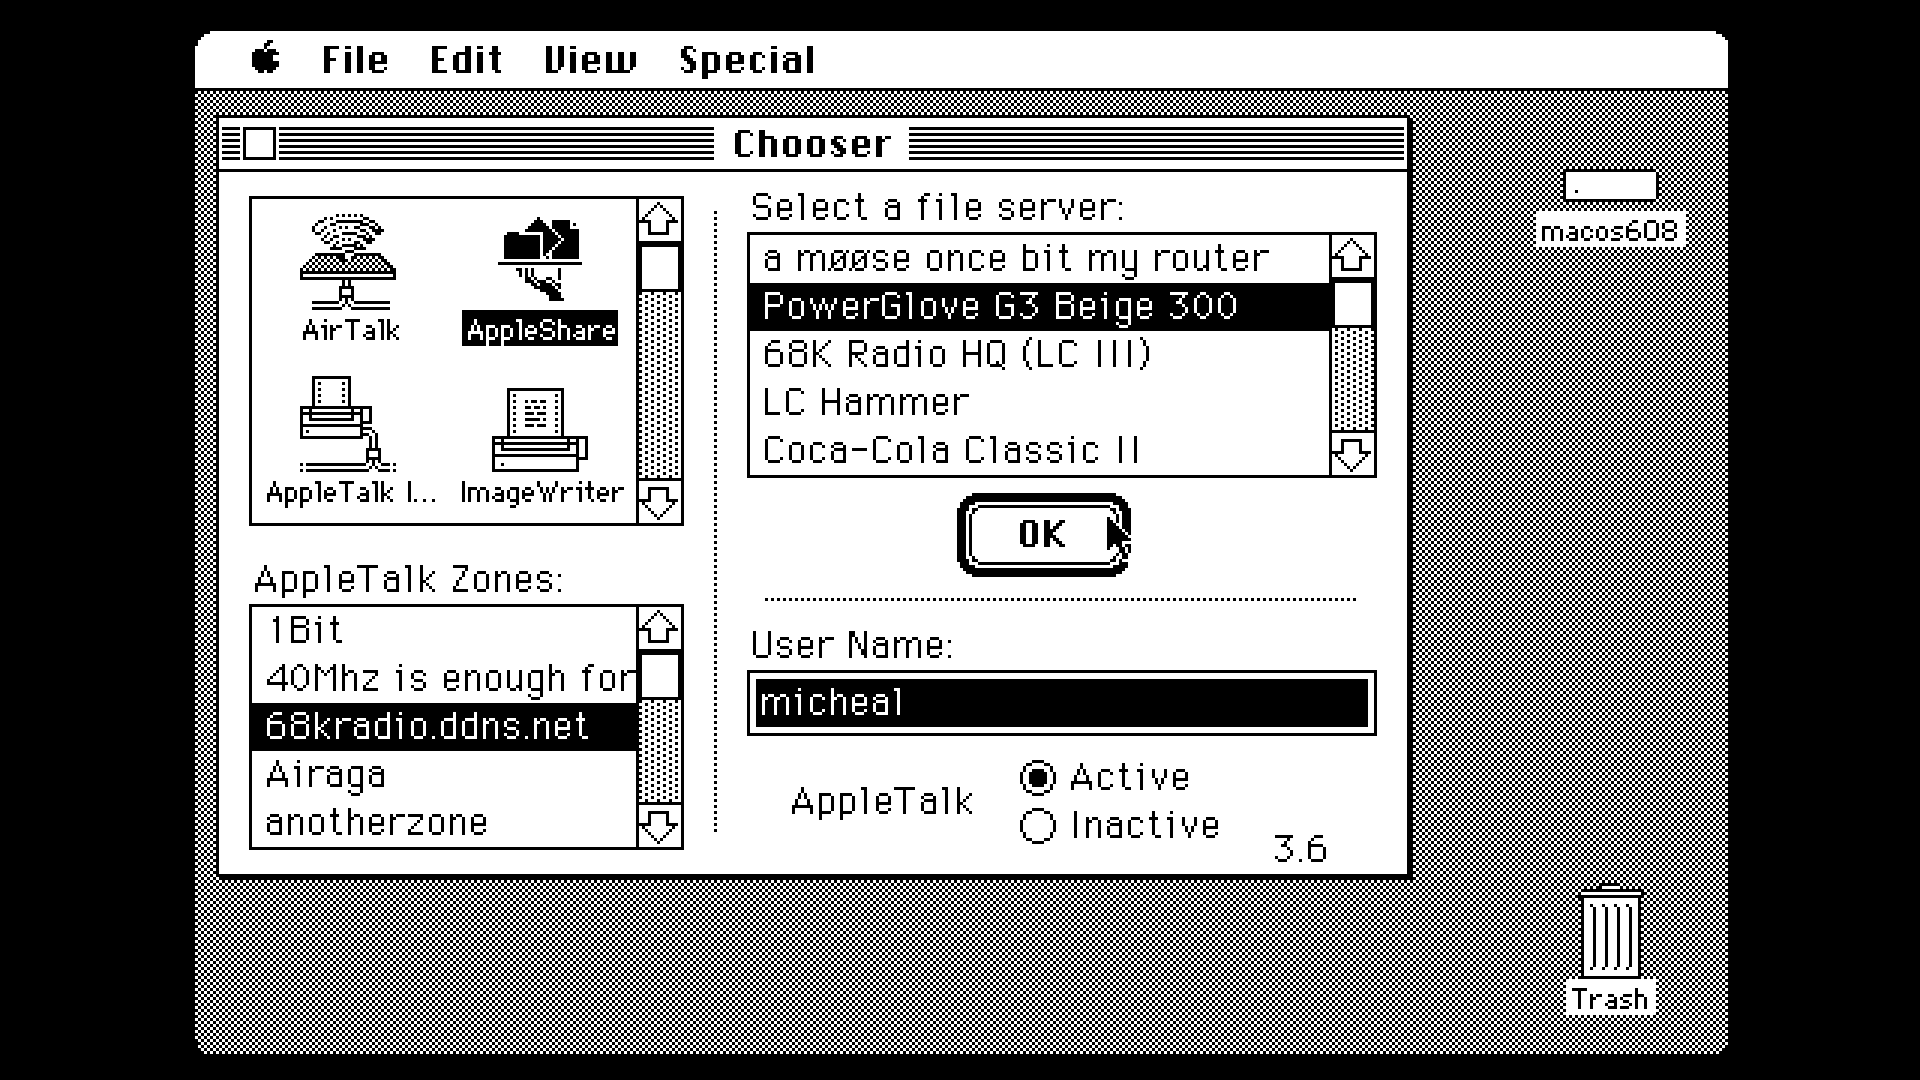 File Edit View Special
Chooser
macos608
AirTalk AppleShare
AppleTalk I... ImageWriter
AppleTalk Zones:
1Bit
40Mhz is enough for
68kradio.ddns.net
Airaga
anotherzone
Select a file server:
a møøse once bit my router
PowerGlove G3 Beige 300
68K Radio HQ (LC III)
LC Hammer
Coca-Cola Classic II
OK
User Name:
micheal
AppleTalk
Active
Inactive
3.6
Trash